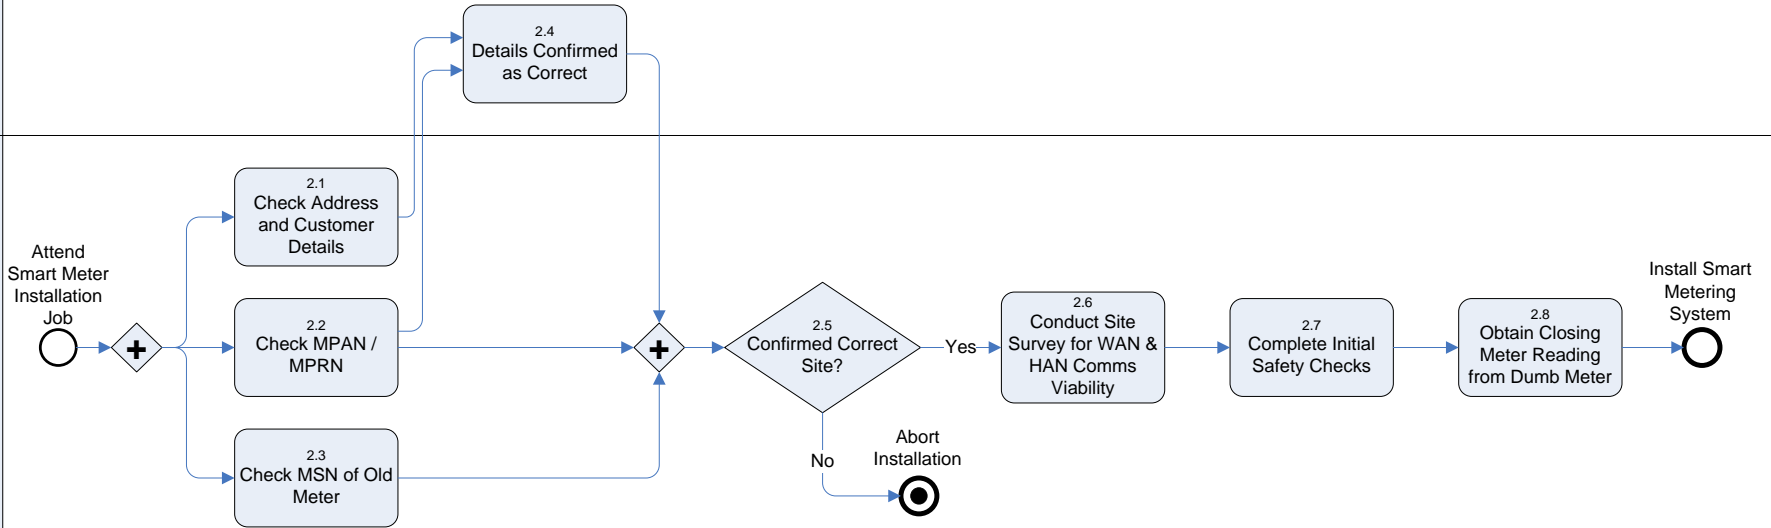 2.4
Details Confirmed
as Correct
2.1
Check Address
and Customer
Details
Attend
Smart Meter
Installation
Job
2.2
Check MPAN /
MPRN
2.3
Check MSN of Old
Meter
2.5
Confirmed Correct
Site?
Yes
No
Abort
Installation
2.6
Conduct Site
Survey for WAN &
HAN Comms
Viability
2.7
Complete Initial
Safety Checks
2.8
Obtain Closing
Meter Reading
from Dumb Meter
Install Smart
Metering
System